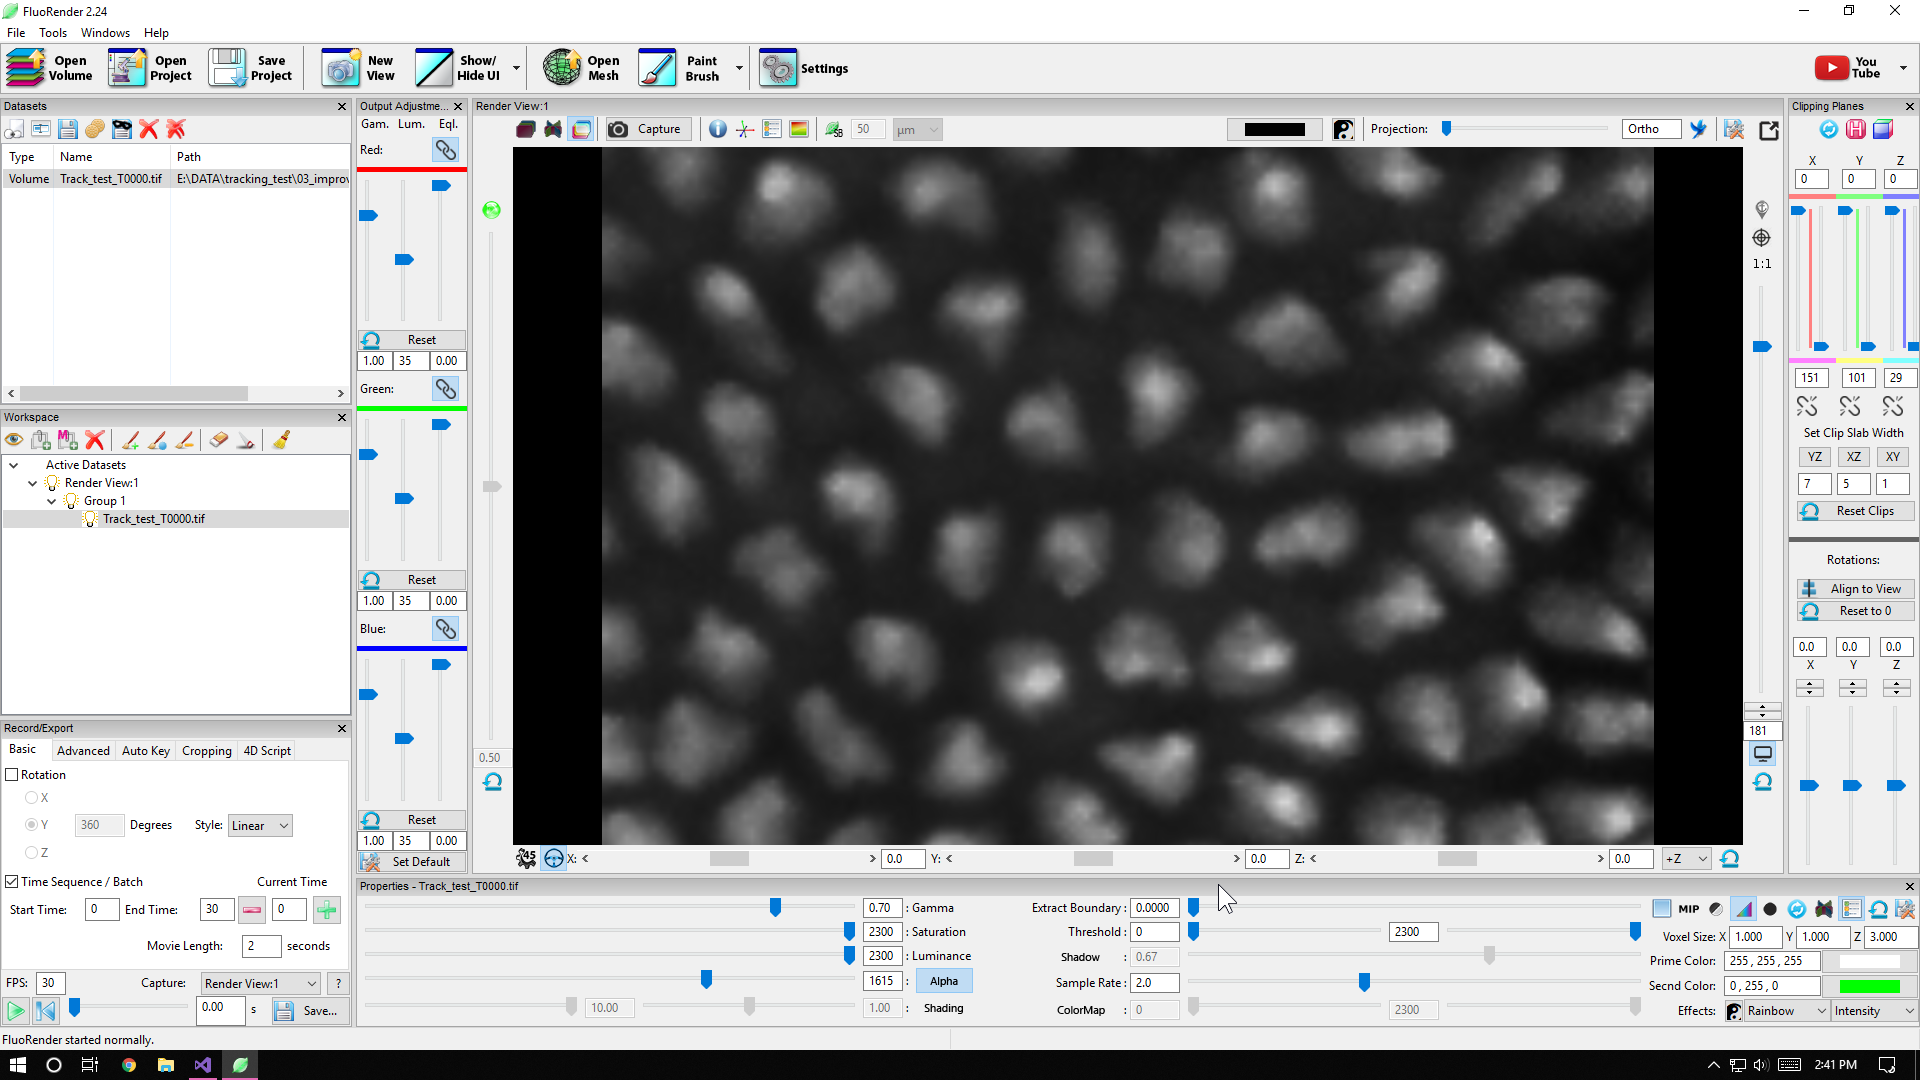 FluoRender 2.24
File Tools Windows Help
Open Volume
Open Project
Save Project
New View
Show/ Hide UI
Open Mesh
Paint Brush
Settings
You Tube
Datasets
Type Name Path
Volume Track_test_T0000.tif E:\DATA\tracking_test\03_improv
Workspace
Active Datasets
Render View:1
Group 1
Track_test_T0000.tif
Record/Export
Basic Advanced Auto Key Cropping 4D Script
Rotation
X
Y 360 Degrees Style: Linear
Z
Time Sequence / Batch Current Time
Start Time: 0 End Time: 30 0
Movie Length: 2 seconds
FPS: 30 Capture: Render View:1 ?
0.00 s Save...
FluoRender started normally.
Output Adjustme...
Gam. Lum. Eql.
Red:
Reset
1.00 35 0.00
Green:
Reset
1.00 35 0.00
Blue:
Reset
1.00 35 0.00
Set Default
Render View:1
Capture 50 µm Projection: Ortho
SB
0.50
1:1
181
45 X: < > 0.0 Y: < > 0.0 Z: < > 0.0 +Z
Properties - Track_test_T0000.tif
0.70 : Gamma Extract Boundary : 0.0000 MIP
2300 : Saturation Threshold : 0 2300 Voxel Size: X 1.000 Y 1.000 Z 3.000
2300 : Luminance Shadow : 0.67 Prime Color: 255 , 255 , 255
1615 : Alpha Sample Rate : 2.0 Secnd Color: 0 , 255 , 0
10.00 1.00 : Shading ColorMap : 0 2300 Effects: Rainbow Intensity
Clipping Planes
X Y Z
0 0 0
151 101 29
Set Clip Slab Width
YZ XZ XY
7 5 1
Reset Clips
Rotations:
Align to View
Reset to 0
0.0 0.0 0.0
X Y Z
2:41 PM